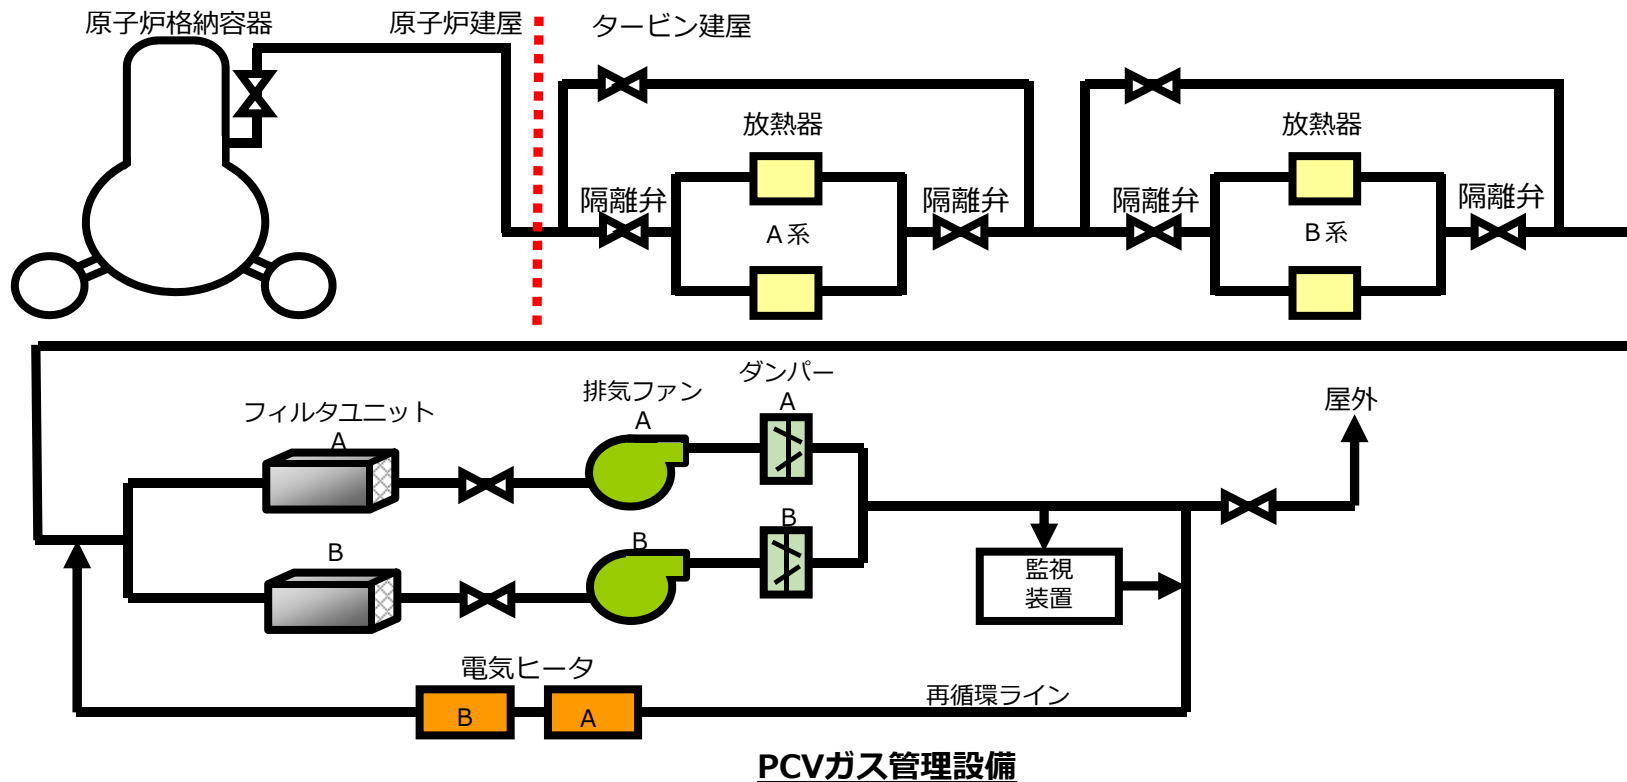 原子炉格納容器
原子炉建屋
タービン建屋
放熱器
放熱器
隔離弁
隔離弁
隔離弁
隔離弁
A系
B系
フィルタユニット
A
排気ファン
A
ダンパー
A
屋外
B
B
B
監視
装置
電気ヒータ
B
A
再循環ライン
PCVガス管理設備